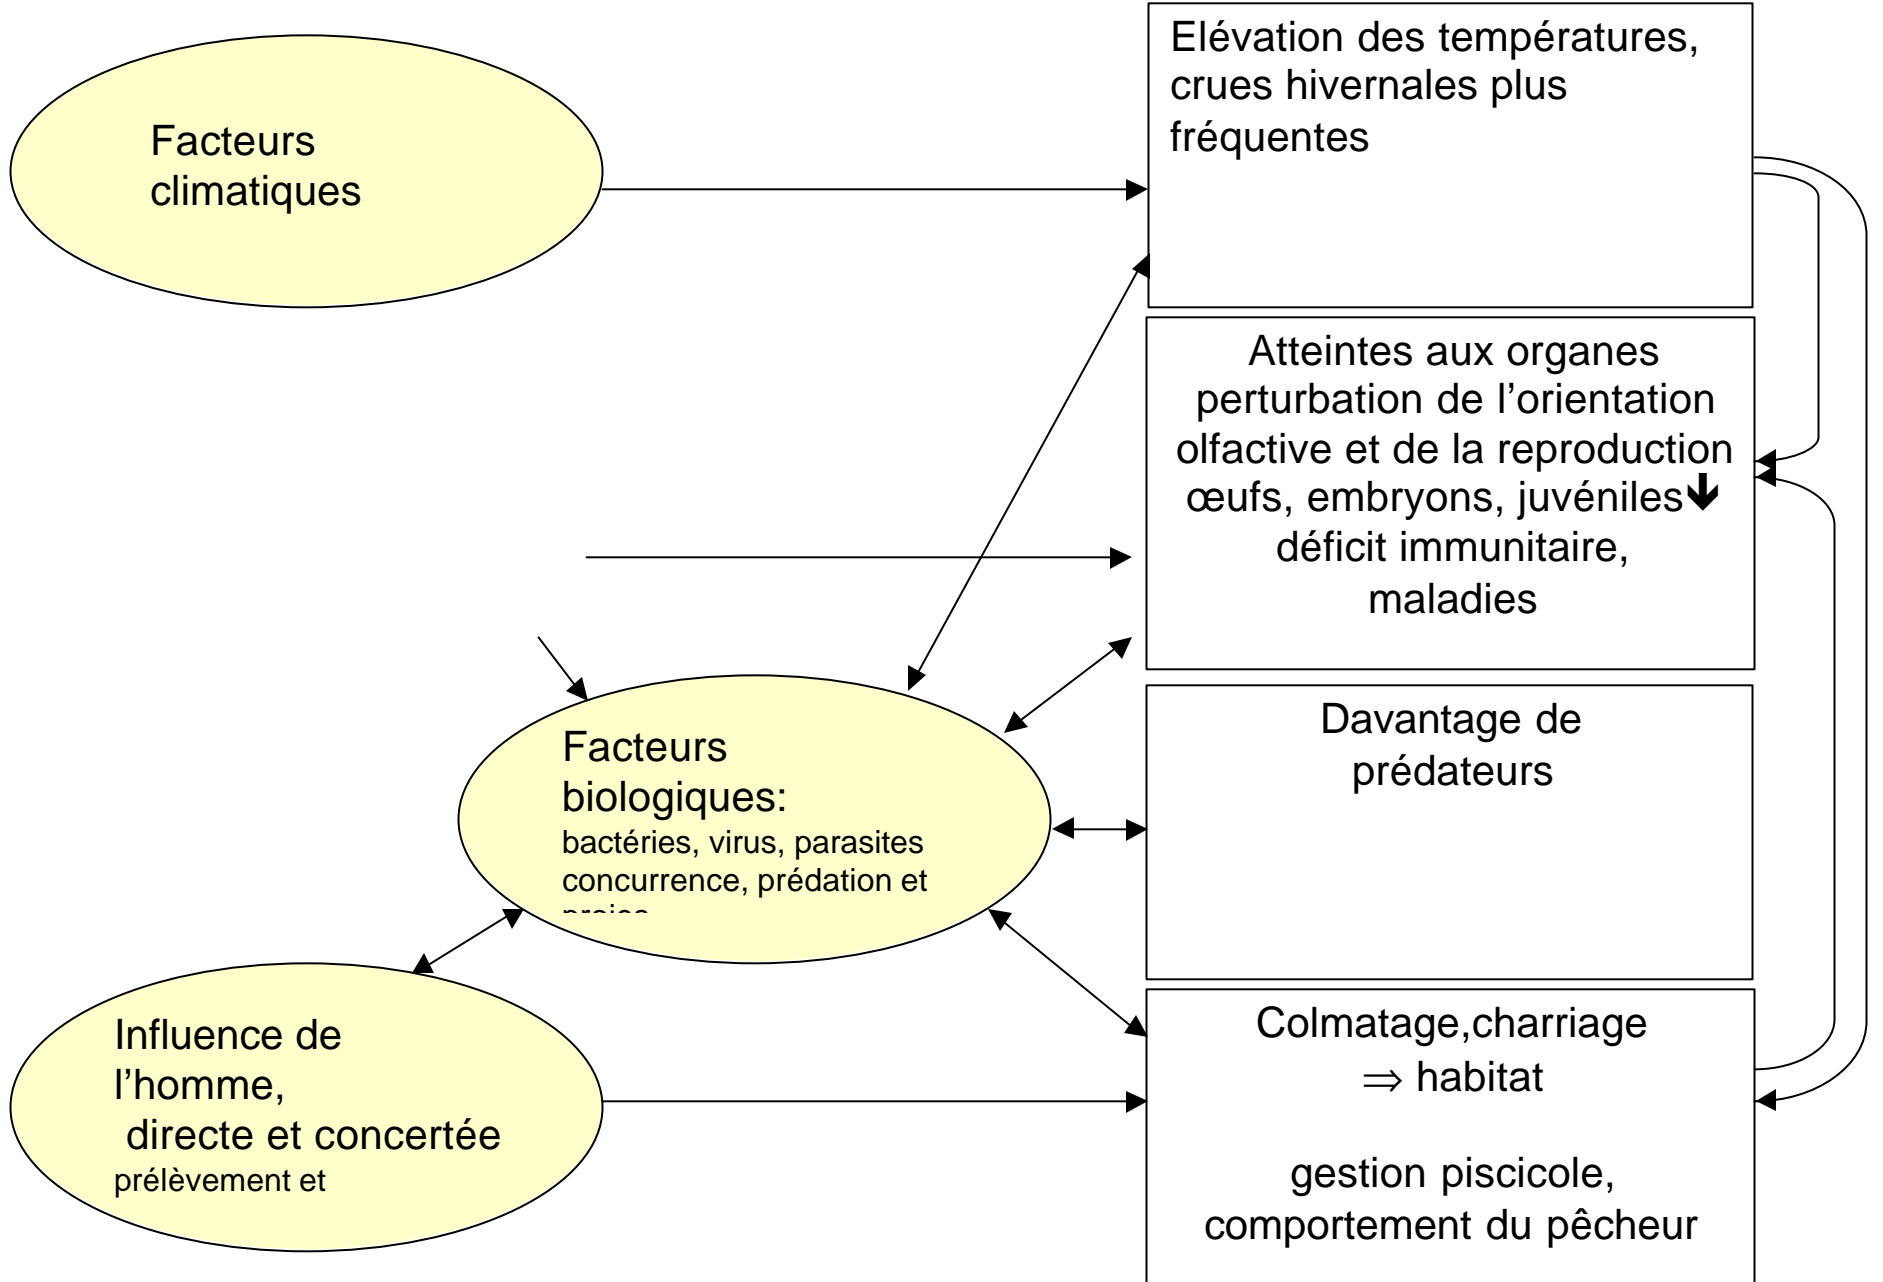 Facteurs
climatiques
Elévation des températures,
crues hivernales plus
fréquentes
Atteintes aux organes
perturbation de l’orientation
olfactive et de la reproduction
œufs, embryons, juvéniles🡳
déficit immunitaire,
maladies
Facteurs
biologiques:
bactéries, virus, parasites
concurrence, prédation et
Davantage de
prédateurs
Influence de
l’homme,
directe et concertée
prélèvement et
Colmatage,charriage
⇒ habitat
gestion piscicole,
comportement du pêcheur